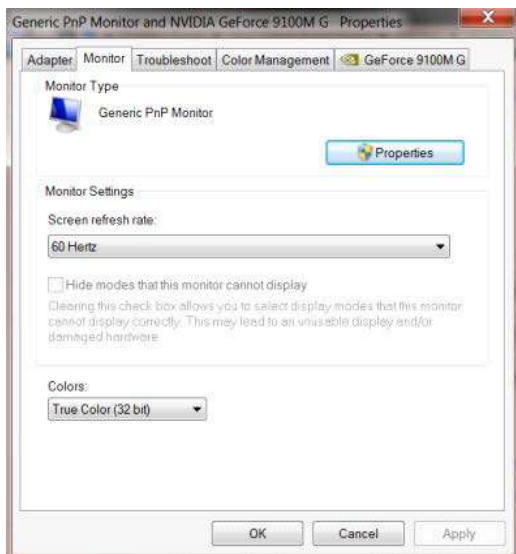 Generic PnP Monitor and NVIDIA GeForce 9100M G Properties
Adapter Monitor Troubleshoot Color Management GeForce 9100M G
Monitor Type
Generic PnP Monitor
Properties
Monitor Settings
Screen refresh rate:
60 Hertz
Hide modes that this monitor cannot display
Clearing this check box allows you to select display modes that this monitor
cannot display correctly. This may lead to an unusable display and/or
damaged hardware.
Colors:
True Color (32 bit)
OK Cancel Apply